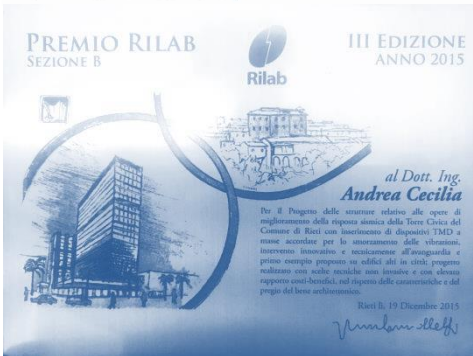 PREMIO RILAB
SEZIONE B
Rilab
III EDIZIONE
ANNO 2015
al Dott. Ing.
Andrea Cecilia
Per il Progetto delle strutture relativo alle opere di
miglioramento della risposta sismica della Torre Civica del
Comune di Rieti con inserimento di dispositivi TMD a
masse accordate per lo smorzamento delle vibrazioni,
intervento innovativo e tecnicamente all'avanguardia e
primo esempio proposto su edifici alti in città; progetto
realizzato con scelte tecniche non invasive e con elevata
rapporto costi-benefici, nel rispetto delle caratteristiche e del
pregio del bene architettonico.
Rieti lì, 19 Dicembre 2015